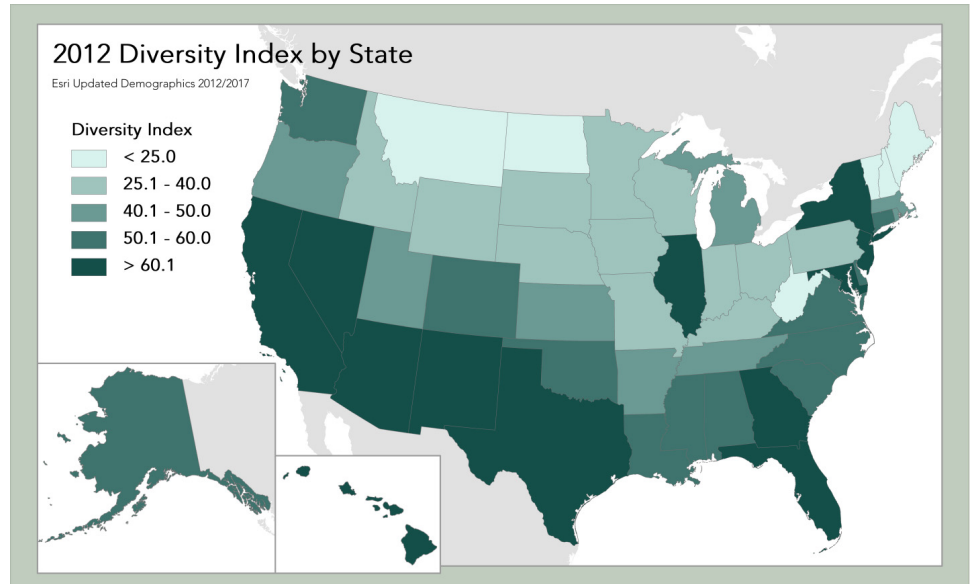 2012 Diversity Index by State
Esri Updated Demographics 2012/2017
Diversity Index
< 25.0
25.1 - 40.0
40.1 - 50.0
50.1 - 60.0
> 60.1